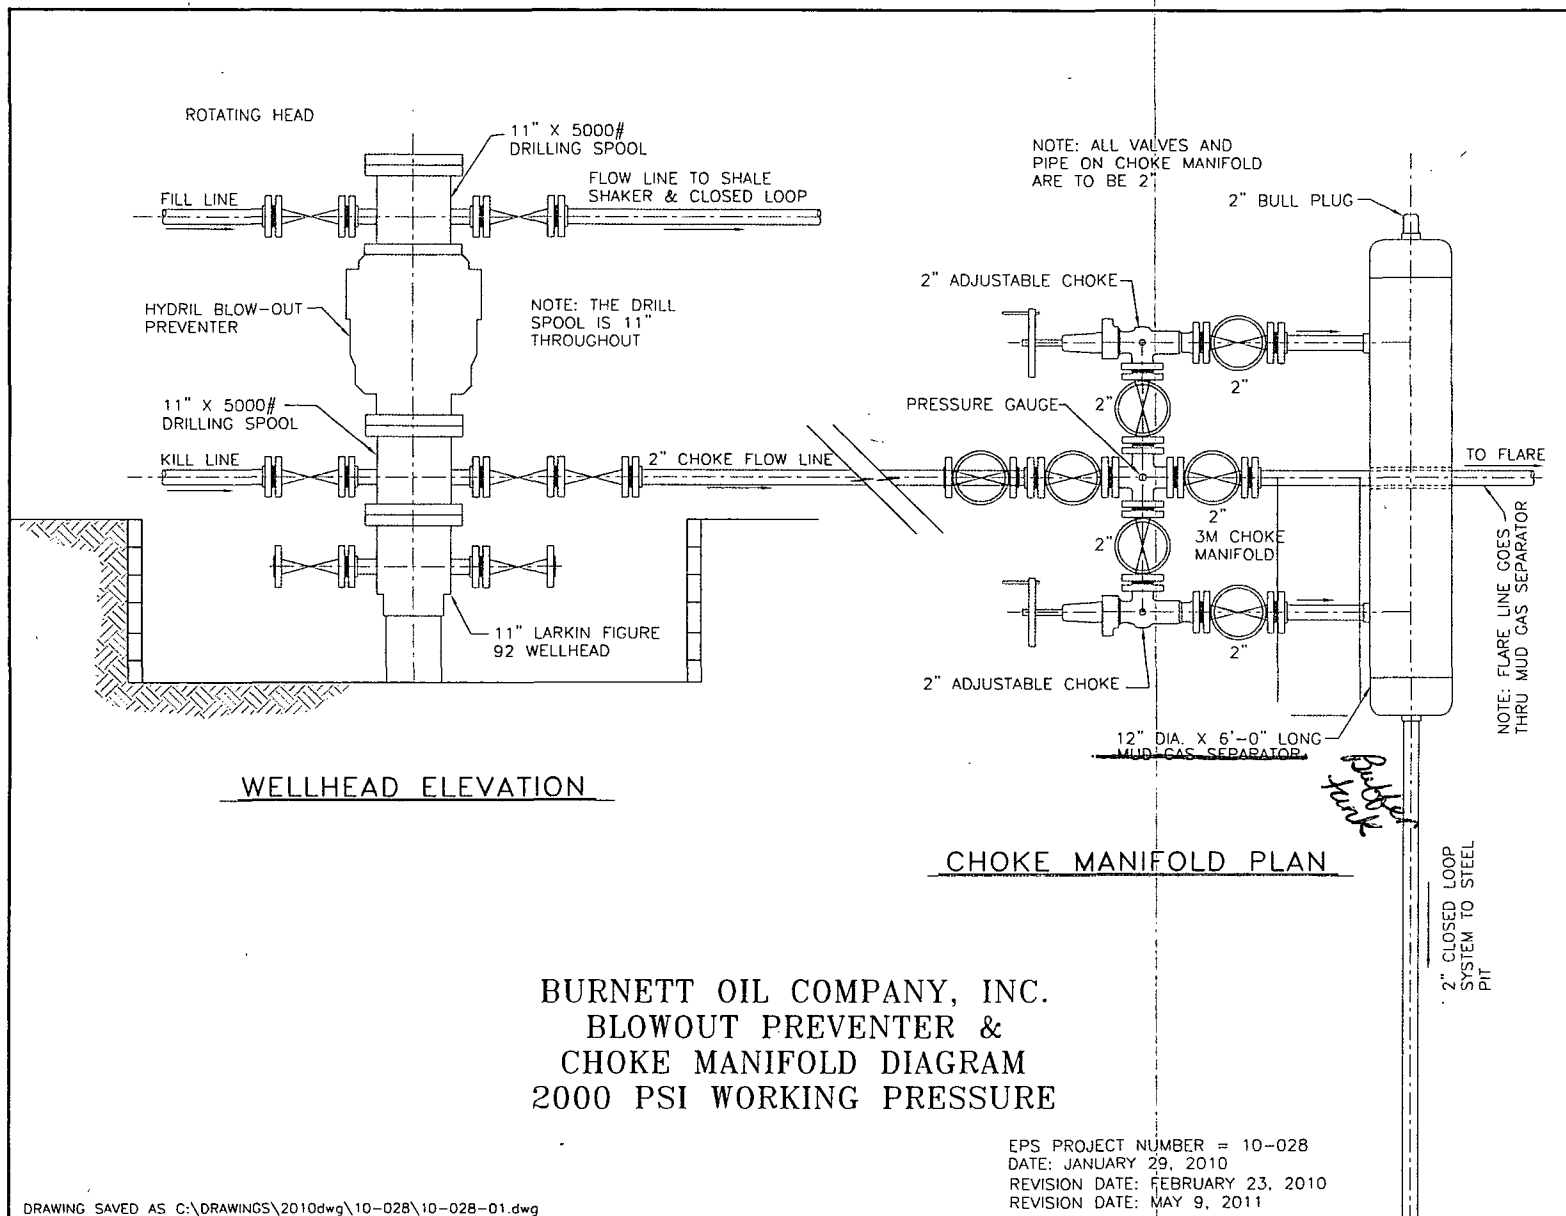 ROTATING HEAD
11" X 5000#
DRILLING SPOOL
FILL LINE
FLOW LINE TO SHALE
SHAKER & CLOSED LOOP
HYDRIL BLOW-OUT
PREVENTER
NOTE: THE DRILL
SPOOL IS 11"
THROUGHOUT
11" X 5000#
DRILLING SPOOL
KILL LINE
2" CHOKE FLOW LINE
11" LARKIN FIGURE
92 WELLHEAD
WELLHEAD ELEVATION
NOTE: ALL VALVES AND
PIPE ON CHOKE MANIFOLD
ARE TO BE 2"
2" BULL PLUG
2" ADJUSTABLE CHOKE
2"
2"
PRESSURE GAUGE
TO FLARE
2"
3M CHOKE
MANIFOLD
2"
2"
2" ADJUSTABLE CHOKE
NOTE: FLARE LINE GOES
THRU MUD GAS SEPARATOR
12" DIA. X 6'-0" LONG
MUD GAS SEPARATOR
Buffer
tank
CHOKE MANIFOLD PLAN
2" CLOSED LOOP
SYSTEM TO STEEL
PIT
BURNETT OIL COMPANY, INC.
BLOWOUT PREVENTER &
CHOKE MANIFOLD DIAGRAM
2000 PSI WORKING PRESSURE
EPS PROJECT NUMBER = 10-028
DATE: JANUARY 29, 2010
REVISION DATE: FEBRUARY 23, 2010
REVISION DATE: MAY 9, 2011
DRAWING SAVED AS C:\DRAWINGS\2010dwg\10-028\10-028-01.dwg